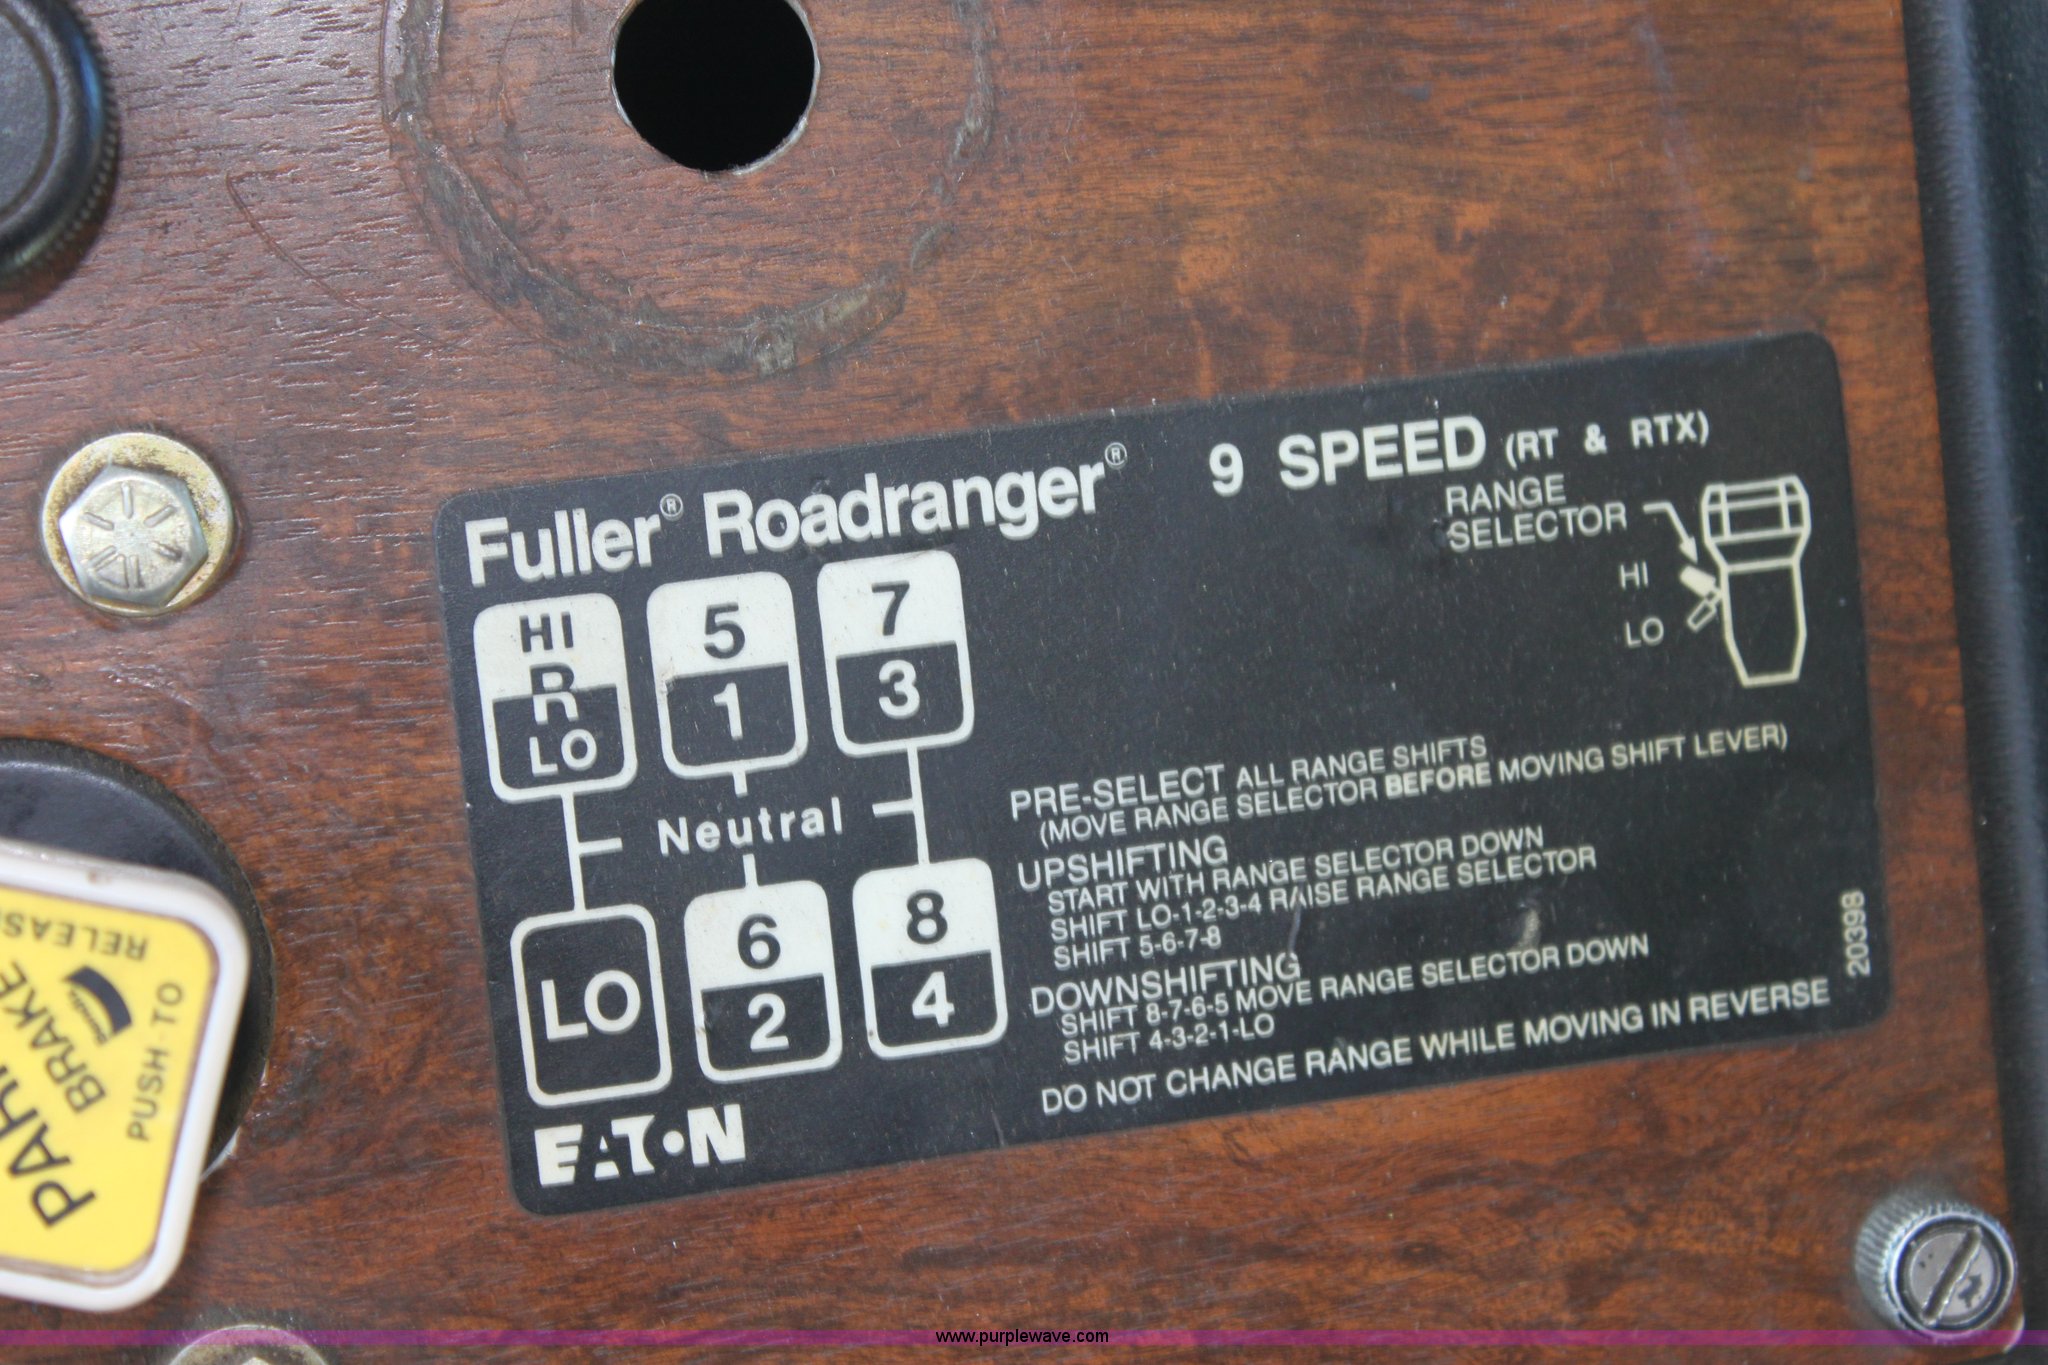 Fuller® Roadranger® 9 SPEED (RT & RTX)
RANGE
SELECTOR
HI
LO
HI
R
LO
5
1
7
3
Neutral
LO
6
2
8
4
PRE-SELECT ALL RANGE SHIFTS
(MOVE RANGE SELECTOR BEFORE MOVING SHIFT LEVER)
UPSHIFTING
START WITH RANGE SELECTOR DOWN
SHIFT LO-1-2-3-4 RAISE RANGE SELECTOR
SHIFT 5-6-7-8
DOWNSHIFTING
SHIFT 8-7-6-5 MOVE RANGE SELECTOR DOWN
SHIFT 4-3-2-1-LO
DO NOT CHANGE RANGE WHILE MOVING IN REVERSE
20398
EATON
BRAKE
PUSH-TO
www.purplewave.com